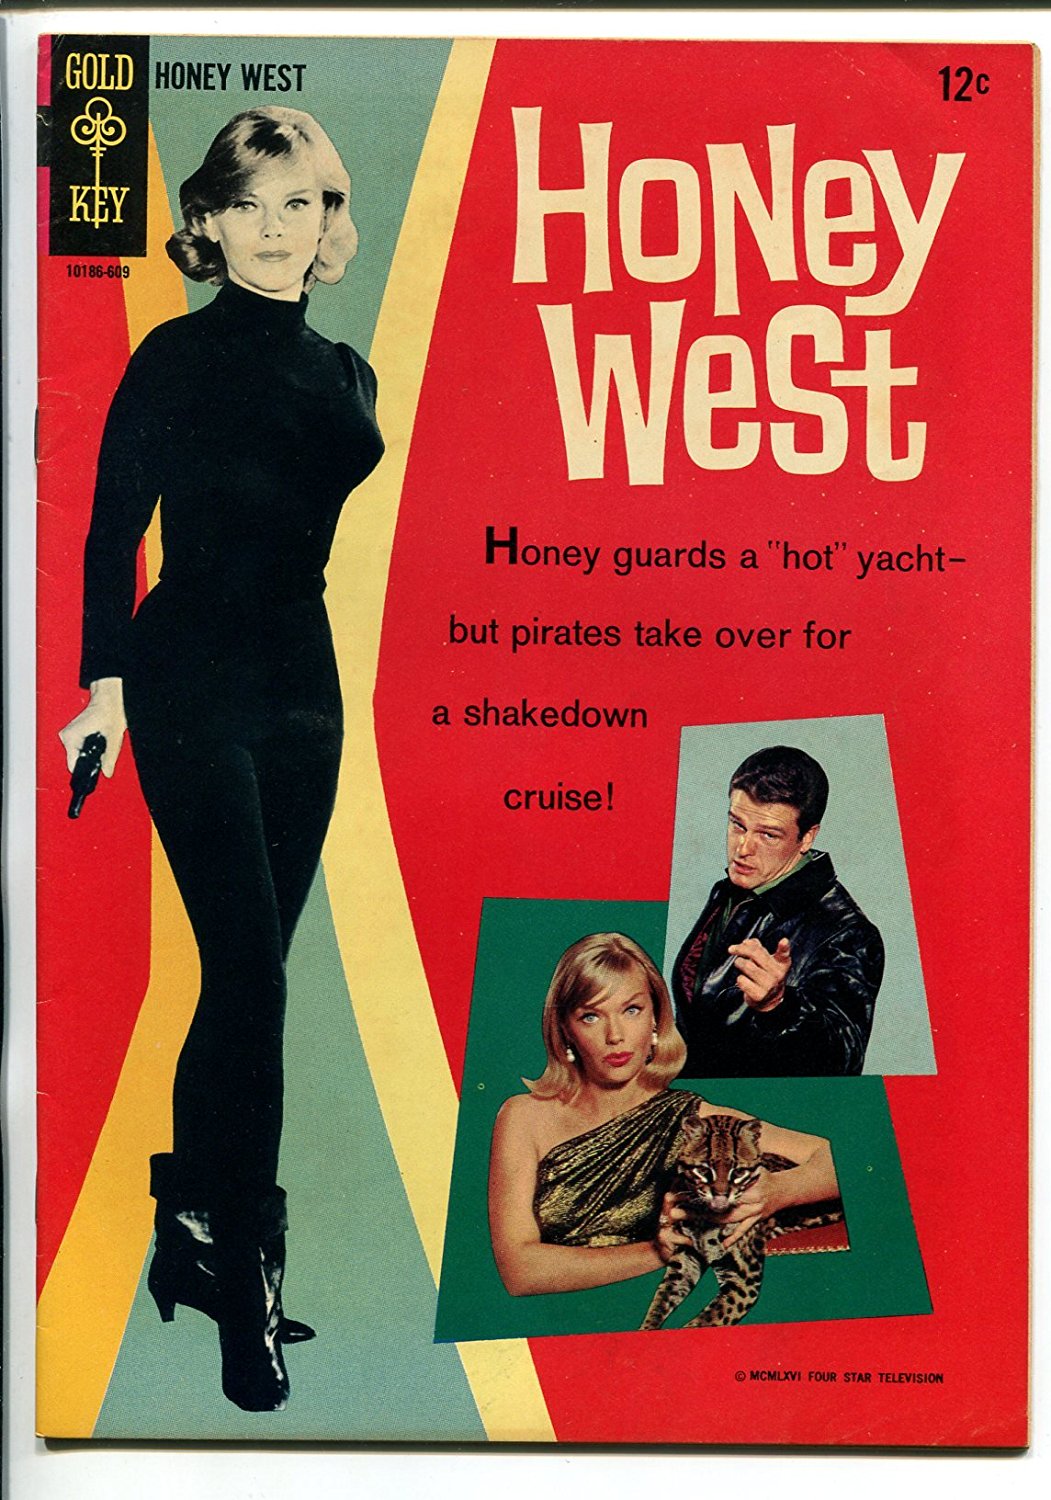 GOLD
KEY
HONEY WEST
12c
10186-609
HONey
WeSt
Honey guards a "hot" yacht–
but pirates take over for
a shakedown
cruise!
© MCMLXVI FOUR STAR TELEVISION